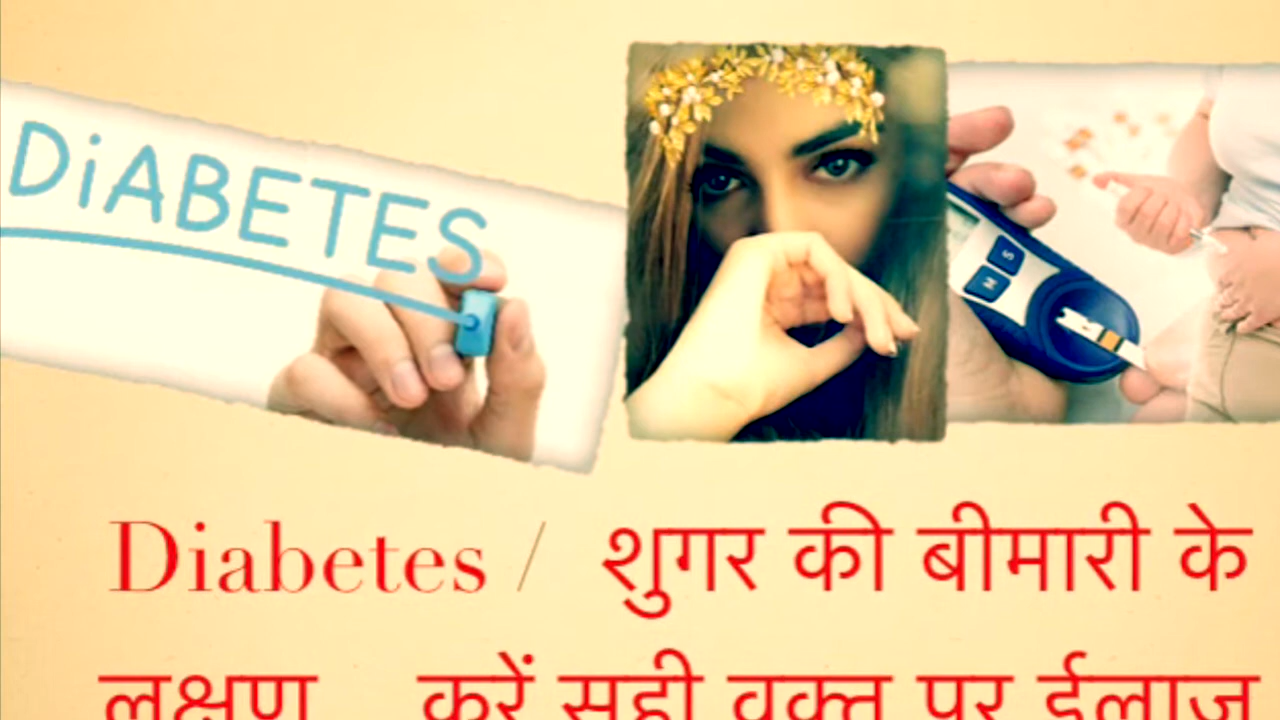 DiABETES
S
M
Diabetes / शुगर की बीमारी के
लक्षण करें सही वक्त पर ईलाज